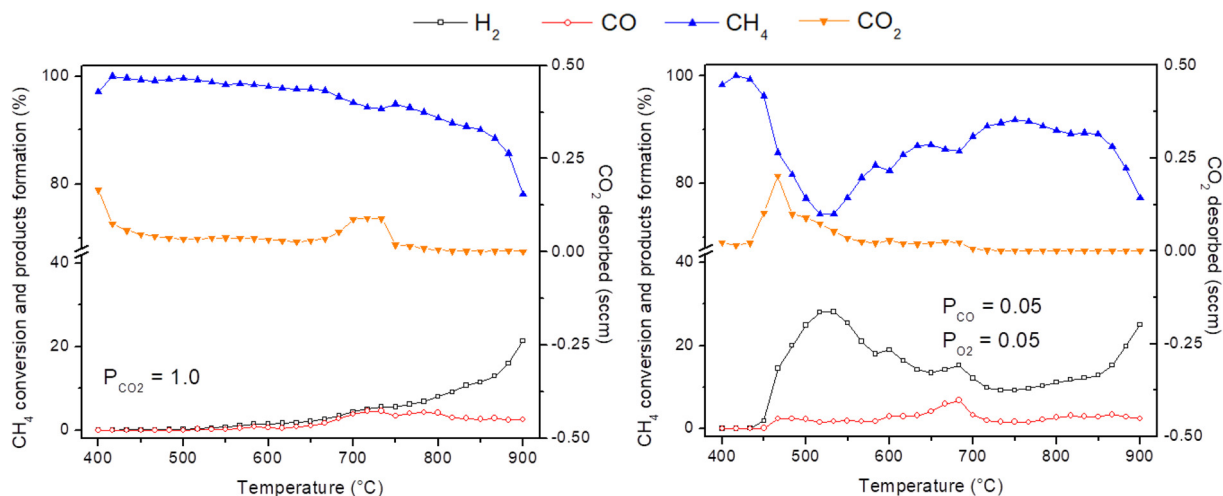 H2 CO CH4 CO2
CH4 conversion and products formation (%)
100
80
40
20
0
0.50
0.25
0.00
-0.25
-0.50
CO2 desorbed (sccm)
PCO2 = 1.0
400 500 600 700 800 900
Temperature (°C)
CH4 conversion and products formation (%)
100
80
40
20
0
0.50
0.25
0.00
-0.25
-0.50
CO2 desorbed (sccm)
PCO = 0.05
PO2 = 0.05
400 500 600 700 800 900
Temperature (°C)